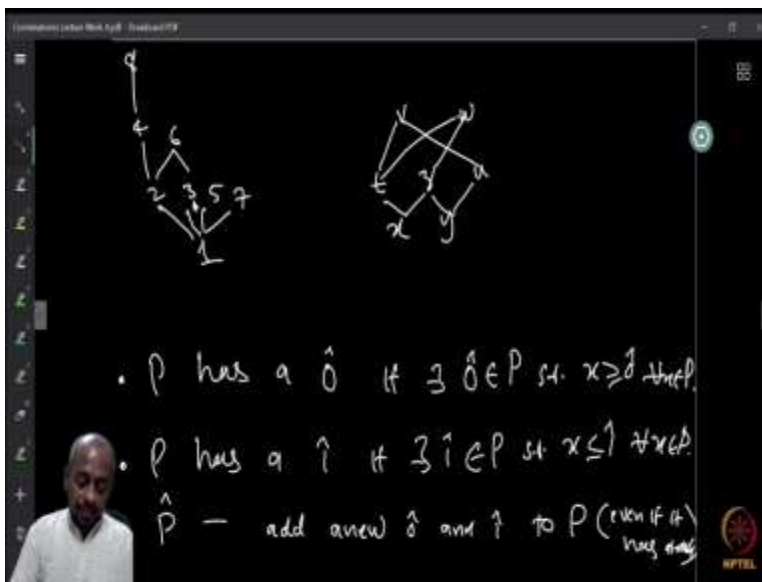 8
4
6
2 3 5 7
1
v w
t z u
x y
• P has a 0̂ if ∃ 0̂ ∈ P s.t. x ≥ 0̂ ∀x∈P.
• P has a 1̂ if ∃ 1̂ ∈ P s.t. x ≤ 1̂ ∀x∈P.
P̂ — add a new 0̂ and 1̂ to P (even if it
has
NPTEL